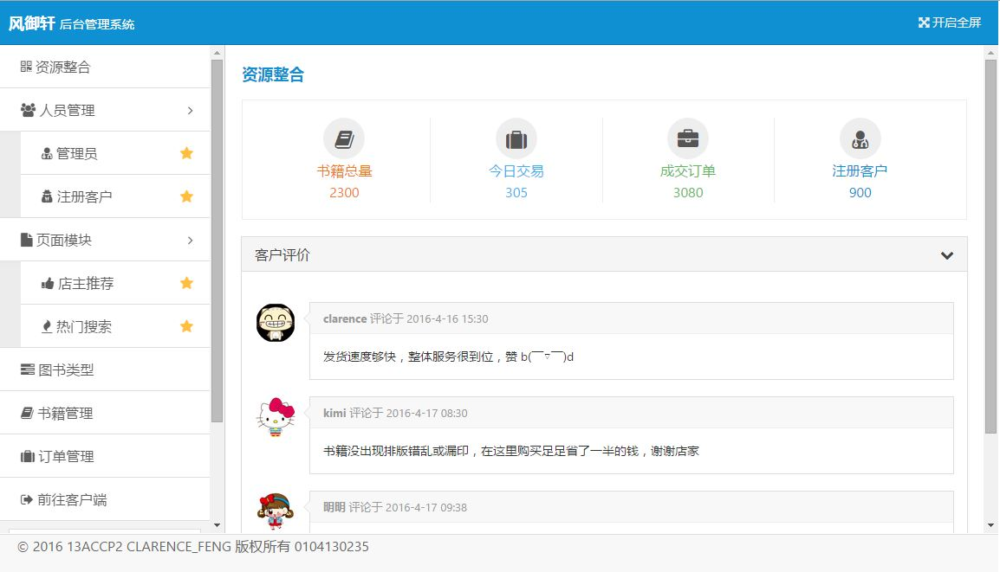 风御轩 后台管理系统
开启全屏
资源整合
人员管理
管理员
注册客户
页面模块
店主推荐
热门搜索
图书类型
书籍管理
订单管理
前往客户端
资源整合
书籍总量
2300
今日交易
305
成交订单
3080
注册客户
900
客户评价
clarence 评论于 2016-4-16 15:30
发货速度够快，整体服务很到位，赞 b(￣▽￣)d
kimi 评论于 2016-4-17 08:30
书籍没出现排版错乱或漏印，在这里购买足足省了一半的钱，谢谢店家
明明 评论于 2016-4-17 09:38
© 2016 13ACCP2 CLARENCE_FENG 版权所有 0104130235